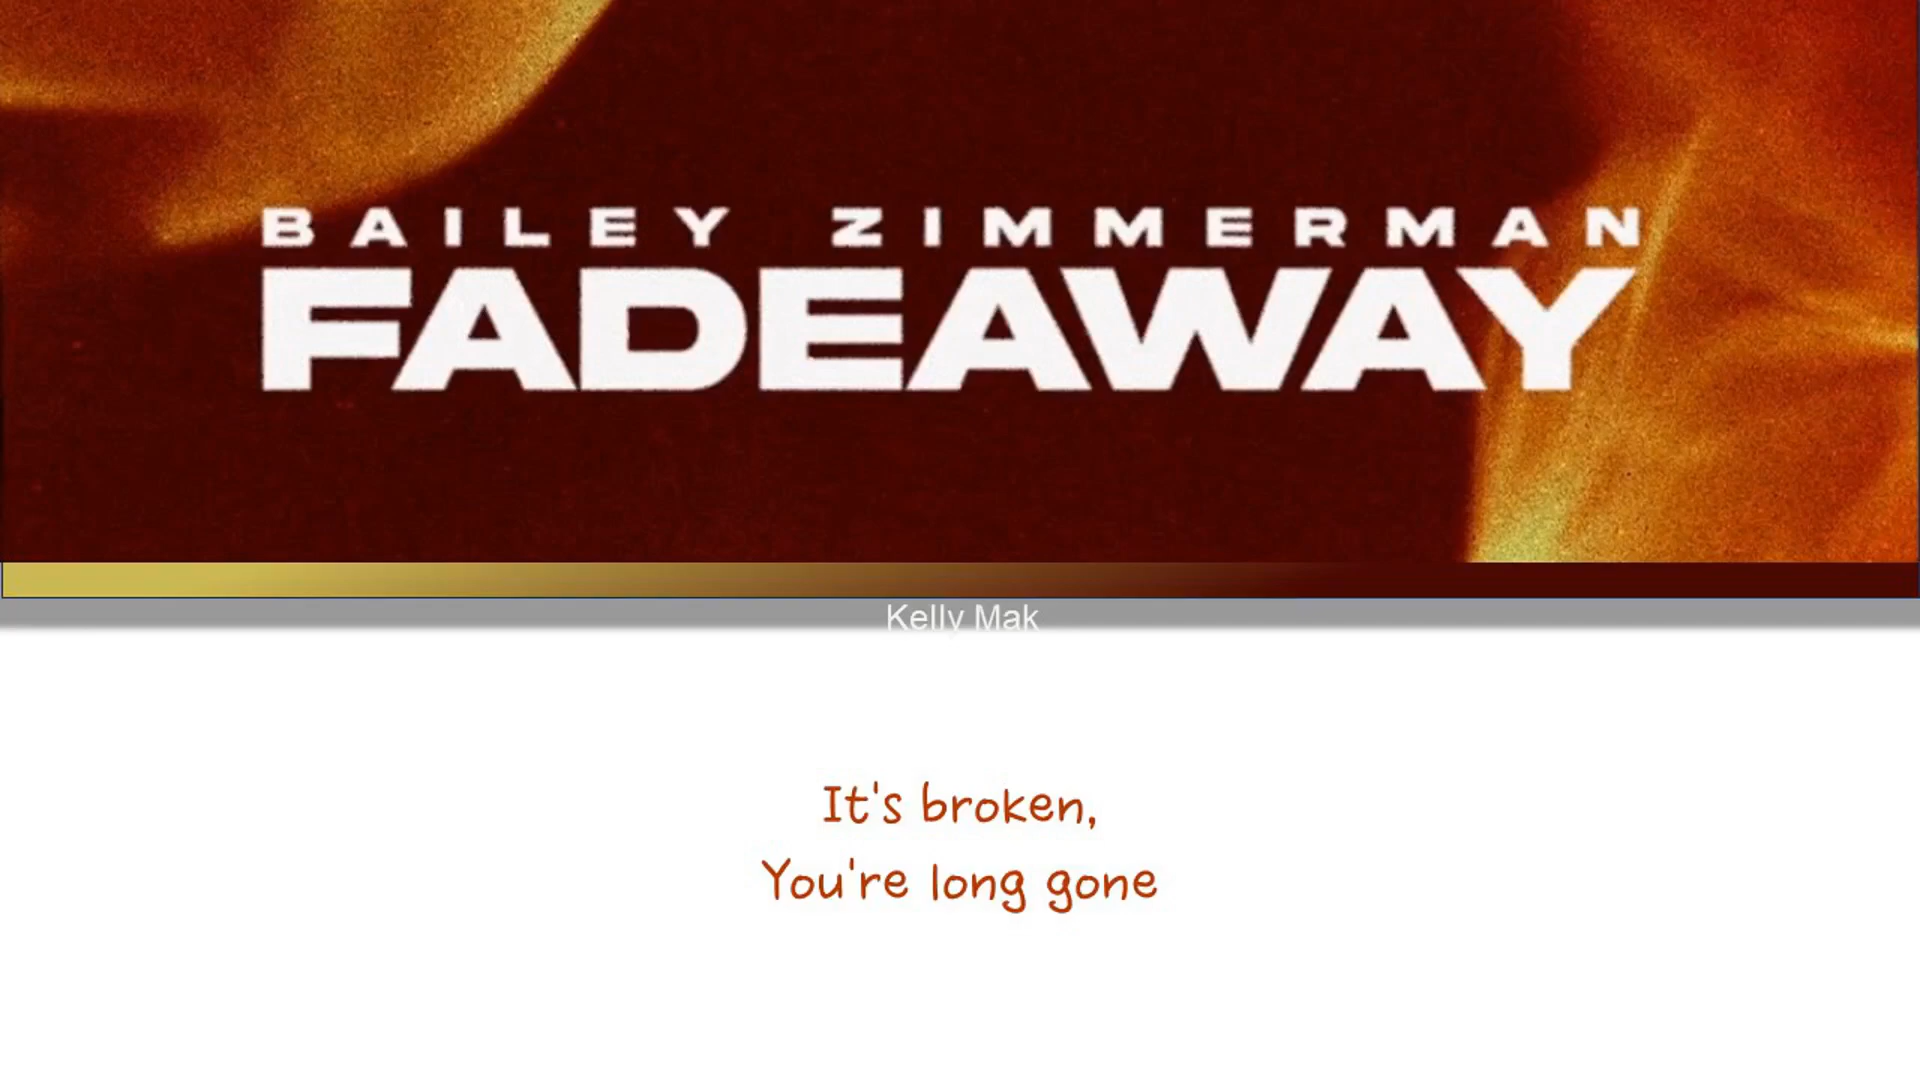 BAILEY ZIMMERMAN
FADEAWAY
Kelly Mak
It's broken,
You're long gone